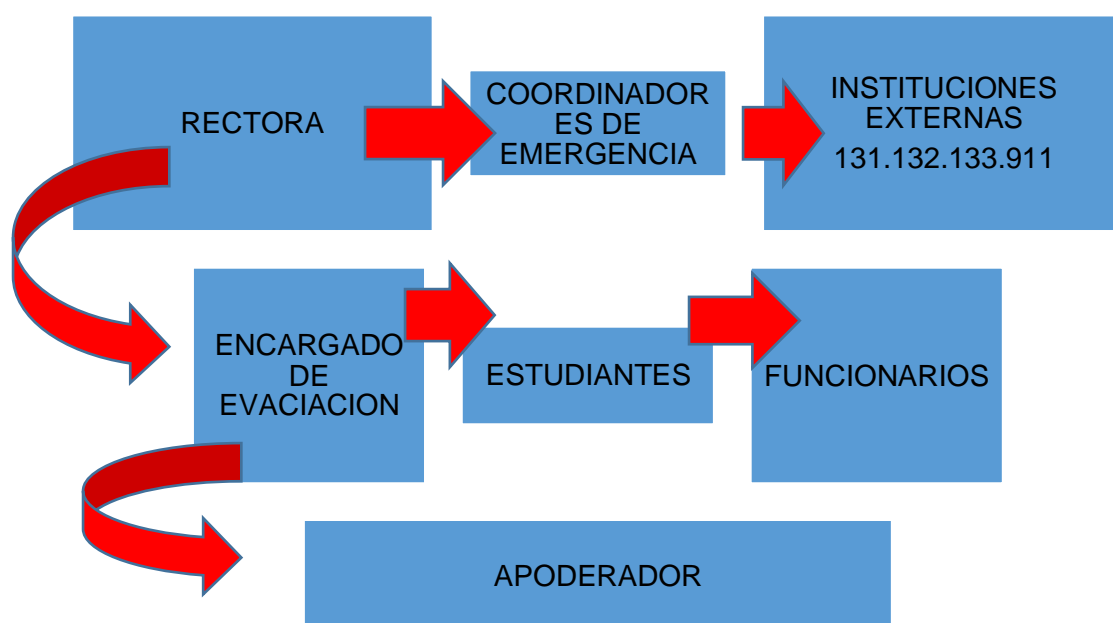 RECTORA
COORDINADOR
ES DE
EMERGENCIA
INSTITUCIONES
EXTERNAS
131.132.133.911
ENCARGADO
DE
EVACIACION
ESTUDIANTES
FUNCIONARIOS
APODERADOR